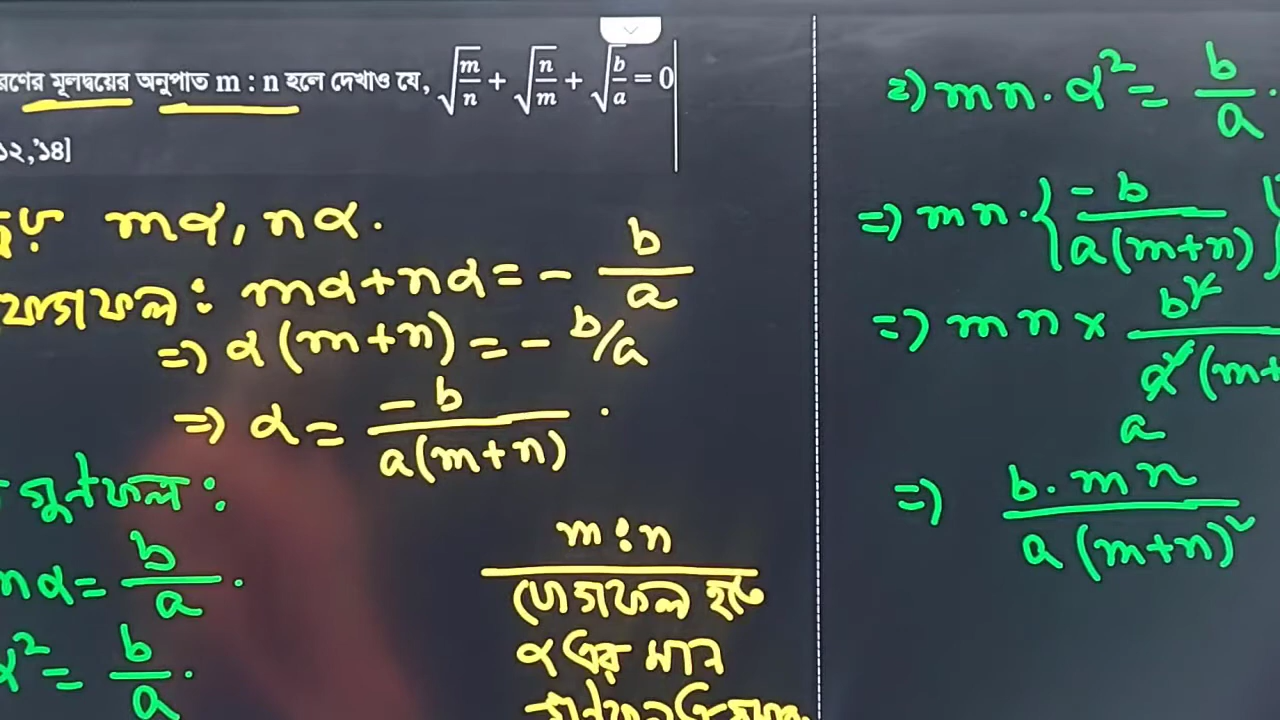 রণের মূলদ্বয়ের অনুপাত m : n হলে দেখাও যে, √(m/n) + √(n/m) + √(b/a) = 0
১২,'১৪]
mα, nα.
যোগফল: mα+nα = - b/a
=> α(m+n) = - b/a
=> α = -b/a(m+n) .
গুণফল:
nα = b/a .
α² = b/a .
m : n
যোগফল হতে
α এর মান
=> mn. α² = b/a .
=> mn. { -b/a(m+n) }
=> mn × b²/a² (m+
a
=> b.mn/a(m+n)²